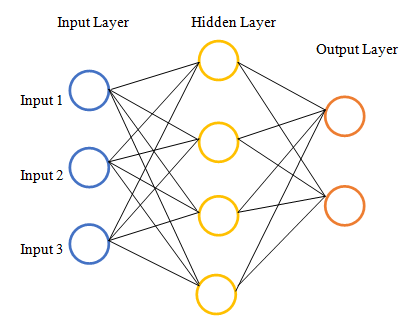 Input Layer
Hidden Layer
Output Layer
Input 1
Input 2
Input 3